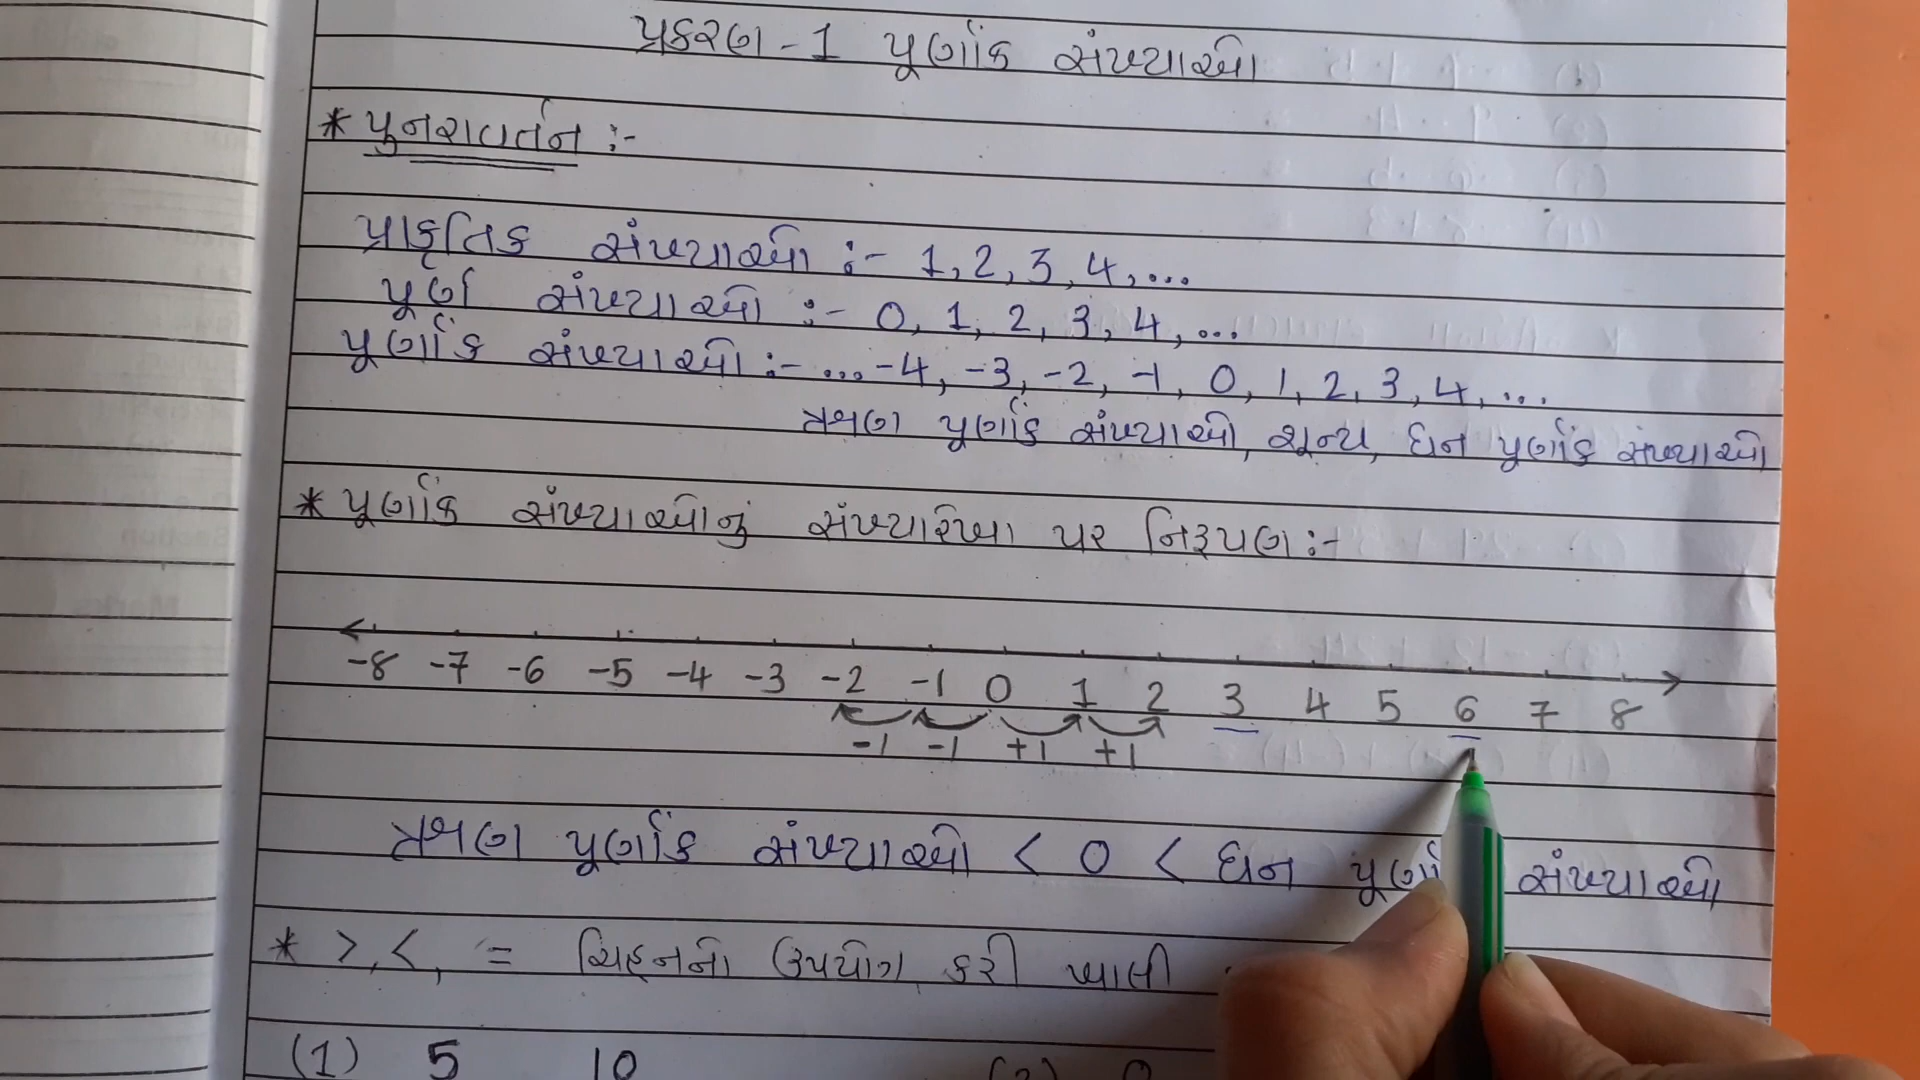 પ્રકરણ - 1 પૂર્ણાંક સંખ્યાઓ
* પુનરાવર્તન :-
પ્રાકૃતિક સંખ્યાઓ :- 1, 2, 3, 4, ...
પૂર્ણ સંખ્યાઓ :- 0, 1, 2, 3, 4, ...
પૂર્ણાંક સંખ્યાઓ :- ... -4, -3, -2, -1, 0, 1, 2, 3, 4, ...
ઋણ પૂર્ણાંક સંખ્યાઓ, શૂન્ય, ધન પૂર્ણાંક સંખ્યાઓ
* પૂર્ણાંક સંખ્યાઓનું સંખ્યારેખા પર નિરૂપણ :-
-8 -7 -6 -5 -4 -3 -2 -1 0 1 2 3 4 5 6 7 8
-1 -1 +1 +1
ઋણ પૂર્ણાંક સંખ્યાઓ < 0 < ધન સંખ્યાઓ
* >, <, = ચિહ્નનો ઉપયોગ કરી ખાલી
(1) 5 10